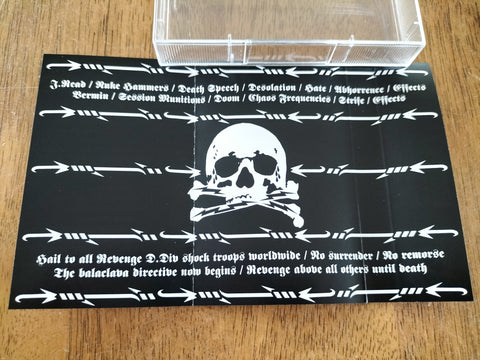 J.Read / Nuke Hammers / Death Speech / Desolation / Hate / Abhorrence / Effects
Vermin / Session Munitions / Doom / Chaos Frequencies / Strife / Effects
Hail to all Revenge D.Div shock troops worldwide / No surrender / No remorse
The balaclava directive now begins / Revenge above all others until death